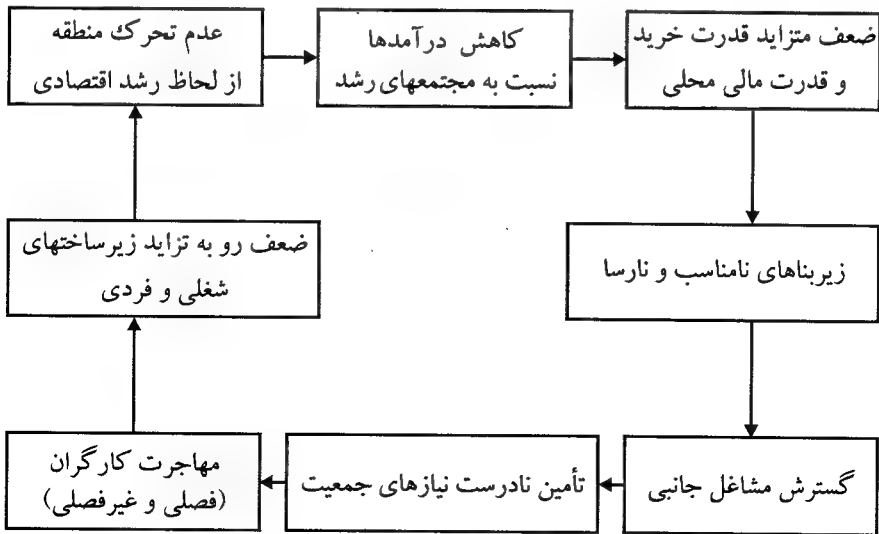 ضعف متزاید قدرت خرید
و قدرت مالی محلی
کاهش درآمدها
نسبت به مجتمعهای رشد
عدم تحرك منطقه
از لحاظ رشد اقتصادی
زیربناهای نامناسب و نارسا
ضعف رو به تزاید زیرساختهای
شغلی و فردی
گسترش مشاغل جانبی
تأمین نادرست نیازهای جمعیت
مهاجرت کارگران
(فصلی و غیرفصلی)